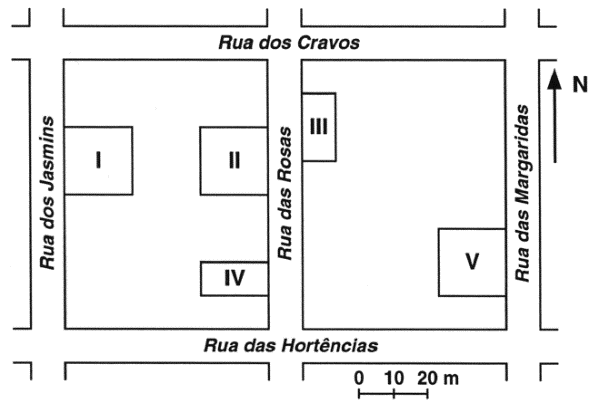 Rua dos Cravos
N
Rua dos Jasmins
I
II
Rua das Rosas
III
Rua das Margaridas
IV
V
Rua das Hortências
0 10 20 m